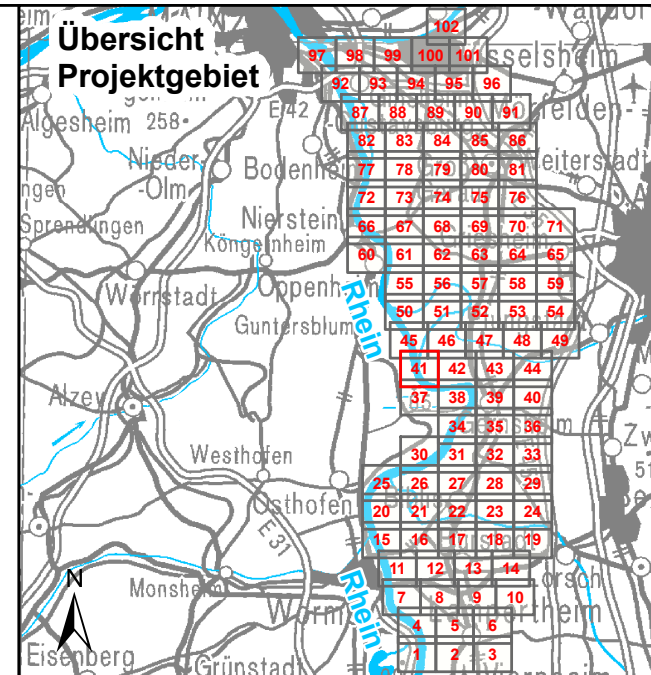 Übersicht
Projektgebiet
102
97 98 99 100 101
sselsheim
92 93 94 95 96
E 42
87 88 89 90 91
felden-
Algesheim 258
82 83 84 85 86
Nieder-
-Olm
Bodenheim
77 78 79 80 81
eiterstadt
72 73 74 75 76
Sprendlingen
Nierstein
66 67 68 69 70 71
Köngernheim
60 61 62 63 64 65
Wörrstadt
Oppenheim
55 56 57 58 59
Rhein
50 51 52 53 54
Guntersblum
45 46 47 48 49
41 42 43 44
Alzey
37 38 39 40
34 35 36
Westhofen
30 31 32 33
25 26 27 28 29
Osthofen
20 21 22 23 24
E 31
15 16 17 18 19
11 12 13 14
Lorsch
N
Monsheim
Rhein
7 8 9 10
Worms
4 5 6
Eisenberg
Grünstadt
1 2 3